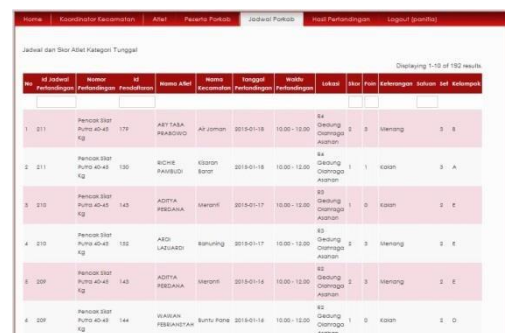 Home Koordinator Kecamatan Atlet Peserta Porkab Jadwal Porkab Hasil Pertandingan Logout (panitia)
Jadwal dan Skor Atlet Kategori Tunggal
Displaying 1-10 of 192 results.
No Id Jadwal Pertandingan Nomor Pertandingan Id Pendaftaran Nama Atlet Nama Kecamatan Tanggal Pertandingan Waktu Pertandingan Lokasi Skor Poin Keterangan Satuan Set Kelompok
1 211 Pencak Silat Putra 40-45 Kg 179 ARY TASA PRABOWO Air Joman 2015-01-18 10.00 - 12.00 R4 Gedung Olahraga Asahan 2 3 Menang 3 B
2 211 Pencak Silat Putra 40-45 Kg 130 RICHIE PAMBUDI Kisaran Barat 2015-01-18 10.00 - 12.00 R4 Gedung Olahraga Asahan 1 1 Kalah 3 A
3 210 Pencak Silat Putra 40-45 Kg 145 ADITYA PERDANA Meranti 2015-01-17 10.00 - 12.00 R3 Gedung Olahraga Asahan 1 0 Kalah 2 E
4 210 Pencak Silat Putra 40-45 Kg 132 ARDI LAZUARDI Rahuning 2015-01-17 10.00 - 12.00 R3 Gedung Olahraga Asahan 2 3 Menang 2 E
5 209 Pencak Silat Putra 40-45 Kg 145 ADITYA PERDANA Meranti 2015-01-16 10.00 - 12.00 R2 Gedung Olahraga Asahan 2 3 Menang 2 E
6 209 Pencak Silat Putra 40-45 Kg 144 WAWAN FEBRIANSYAH Buntu Pane 2015-01-16 10.00 - 12.00 R2 Gedung Olahraga Asahan 1 0 Kalah 2 D